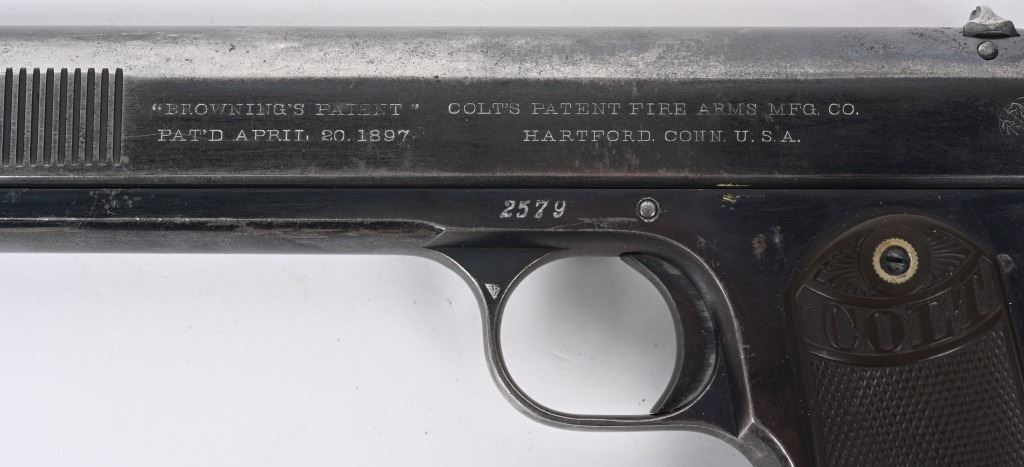 "BROWNING'S PATENT"
PAT'D APRIL 20. 1897
COLT'S PATENT FIRE ARMS MFG. CO.
HARTFORD. CONN. U.S.A.
2579
COLT